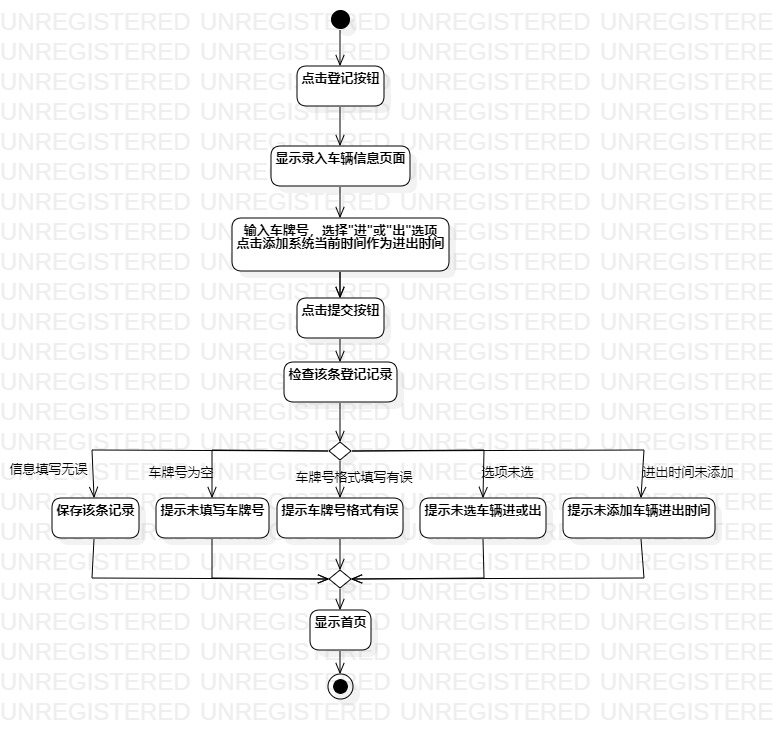 点击登记按钮
显示录入车辆信息页面
输入车牌号，选择"进"或"出"选项
点击添加系统当前时间作为进出时间
点击提交按钮
检查该条登记记录
信息填写无误
车牌号为空
车牌号格式填写有误
选项未选
进出时间未添加
保存该条记录
提示未填写车牌号
提示车牌号格式有误
提示未选车辆进或出
提示未添加车辆进出时间
显示首页
UNREGISTERED